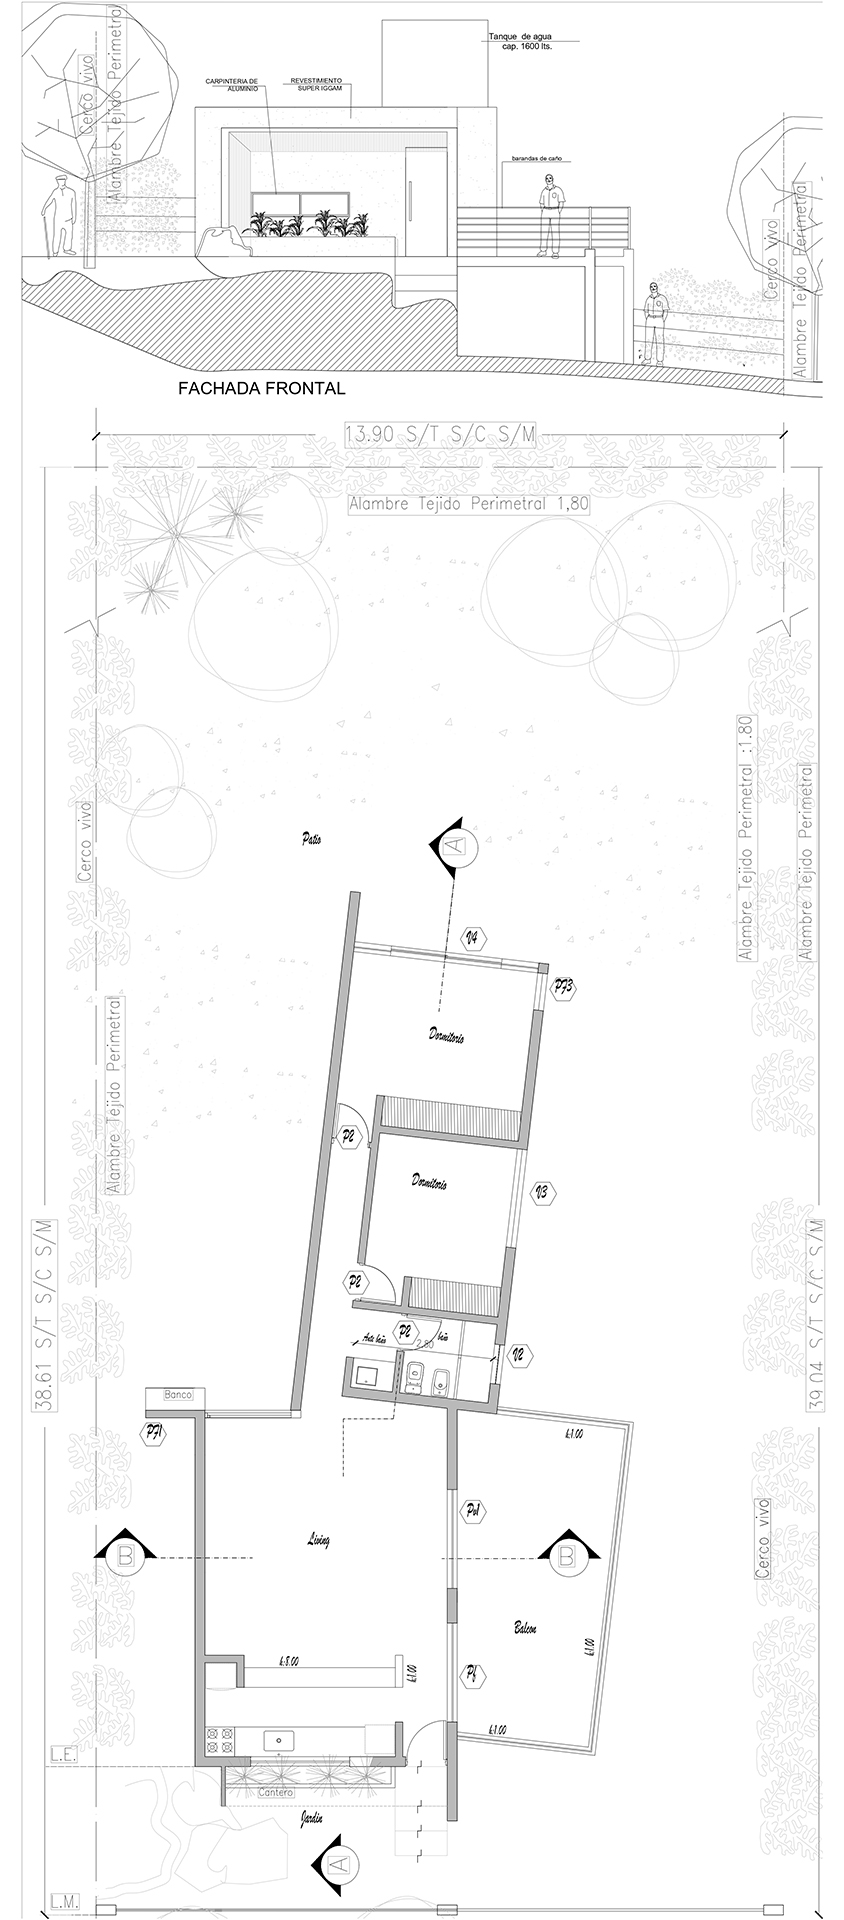 Tanque de agua
cap. 1600 lts.
Cerco vivo
Alambre Tejido Perimetral
CARPINTERIA DE
ALUMINIO
REVESTIMIENTO
SUPER IGGAM
barandas de caño
Cerco vivo
Alambre Tejido Perimetral
FACHADA FRONTAL
13.90 S/T S/C S/M
Alambre Tejido Perimetral 1,80
Alambre Tejido Perimetral :1.80
Alambre Tejido Perimetral
Cerco vivo
Patio
A
V4
PF3
Dormitorio
Alambre Tejido Perimetral
P2
Dormitorio
V3
38.61 S/T S/C S/M
39.04 S/T S/C S/M
P2
P2
Ante baño
baño
2.80
V2
Banco
PF1
h:1.00
Pv1
Cerco vivo
Living
B
B
Balcon
h:1.00
h:1.00
Pf
h:1.00
L.E.
Cantero
Jardin
A
L.M.